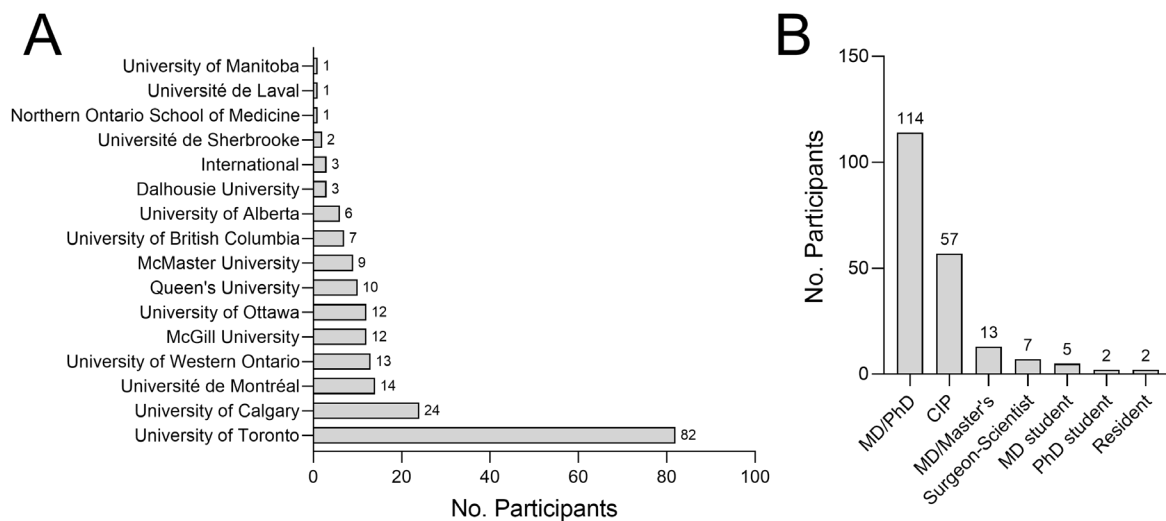 A
University of Manitoba 1
Université de Laval 1
Northern Ontario School of Medicine 1
Université de Sherbrooke 2
International 3
Dalhousie University 3
University of Alberta 6
University of British Columbia 7
McMaster University 9
Queen's University 10
University of Ottawa 12
McGill University 12
University of Western Ontario 13
Université de Montréal 14
University of Calgary 24
University of Toronto 82
0 20 40 60 80 100
No. Participants
B
No. Participants
150
100
50
0
114 57 13 7 5 2 2
MD/PhD
CIP
MD/Master's
Surgeon-Scientist
MD student
PhD student
Resident